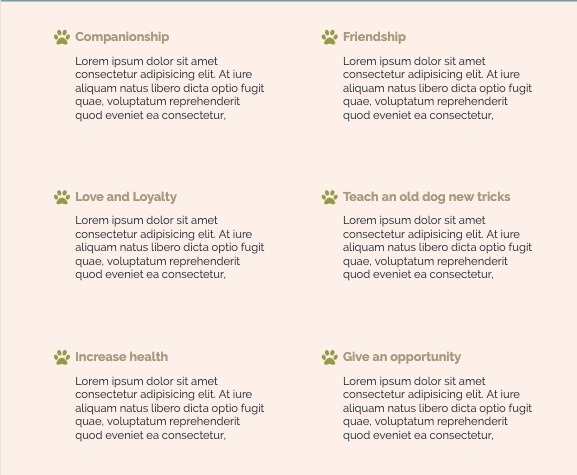 Companionship
Lorem ipsum dolor sit amet
consectetur adipisicing elit. At iure
aliquam natus libero dicta optio fugit
quae, voluptatum reprehenderit
quod eveniet ea consectetur,
Friendship
Lorem ipsum dolor sit amet
consectetur adipisicing elit. At iure
aliquam natus libero dicta optio fugit
quae, voluptatum reprehenderit
quod eveniet ea consectetur,
Love and Loyalty
Lorem ipsum dolor sit amet
consectetur adipisicing elit. At iure
aliquam natus libero dicta optio fugit
quae, voluptatum reprehenderit
quod eveniet ea consectetur,
Teach an old dog new tricks
Lorem ipsum dolor sit amet
consectetur adipisicing elit. At iure
aliquam natus libero dicta optio fugit
quae, voluptatum reprehenderit
quod eveniet ea consectetur,
Increase health
Lorem ipsum dolor sit amet
consectetur adipisicing elit. At iure
aliquam natus libero dicta optio fugit
quae, voluptatum reprehenderit
quod eveniet ea consectetur,
Give an opportunity
Lorem ipsum dolor sit amet
consectetur adipisicing elit. At iure
aliquam natus libero dicta optio fugit
quae, voluptatum reprehenderit
quod eveniet ea consectetur,